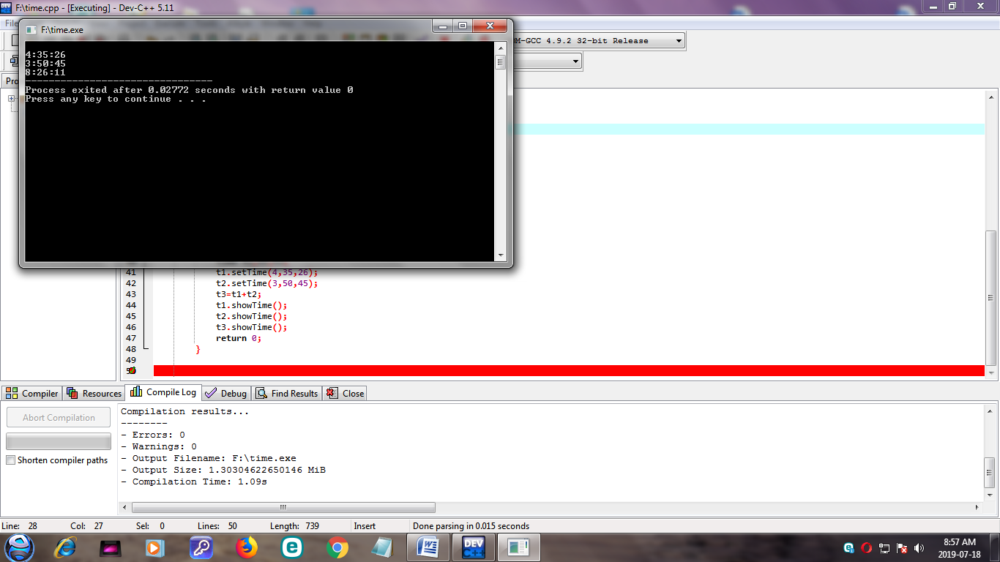 F:\time.cpp - [Executing] - Dev-C++ 5.11
F:\time.exe
GCC 4.9.2 32-bit Release
4:35:26
3:50:45
8:26:11
--------------------------------
Process exited after 0.02772 seconds with return value 0
Press any key to continue . . .
41 t1.setTime(4,35,26);
42 t2.setTime(3,50,45);
43 t3=t1+t2;
44 t1.showTime();
45 t2.showTime();
46 t3.showTime();
47 return 0;
48 }
49
Compiler Resources Compile Log Debug Find Results Close
Abort Compilation
Shorten compiler paths
Compilation results...
--------
- Errors: 0
- Warnings: 0
- Output Filename: F:\time.exe
- Output Size: 1.30304622650146 MiB
- Compilation Time: 1.09s
Line: 28 Col: 27 Sel: 0 Lines: 50 Length: 739 Insert Done parsing in 0.015 seconds
DEV C++
8:57 AM
2019-07-18